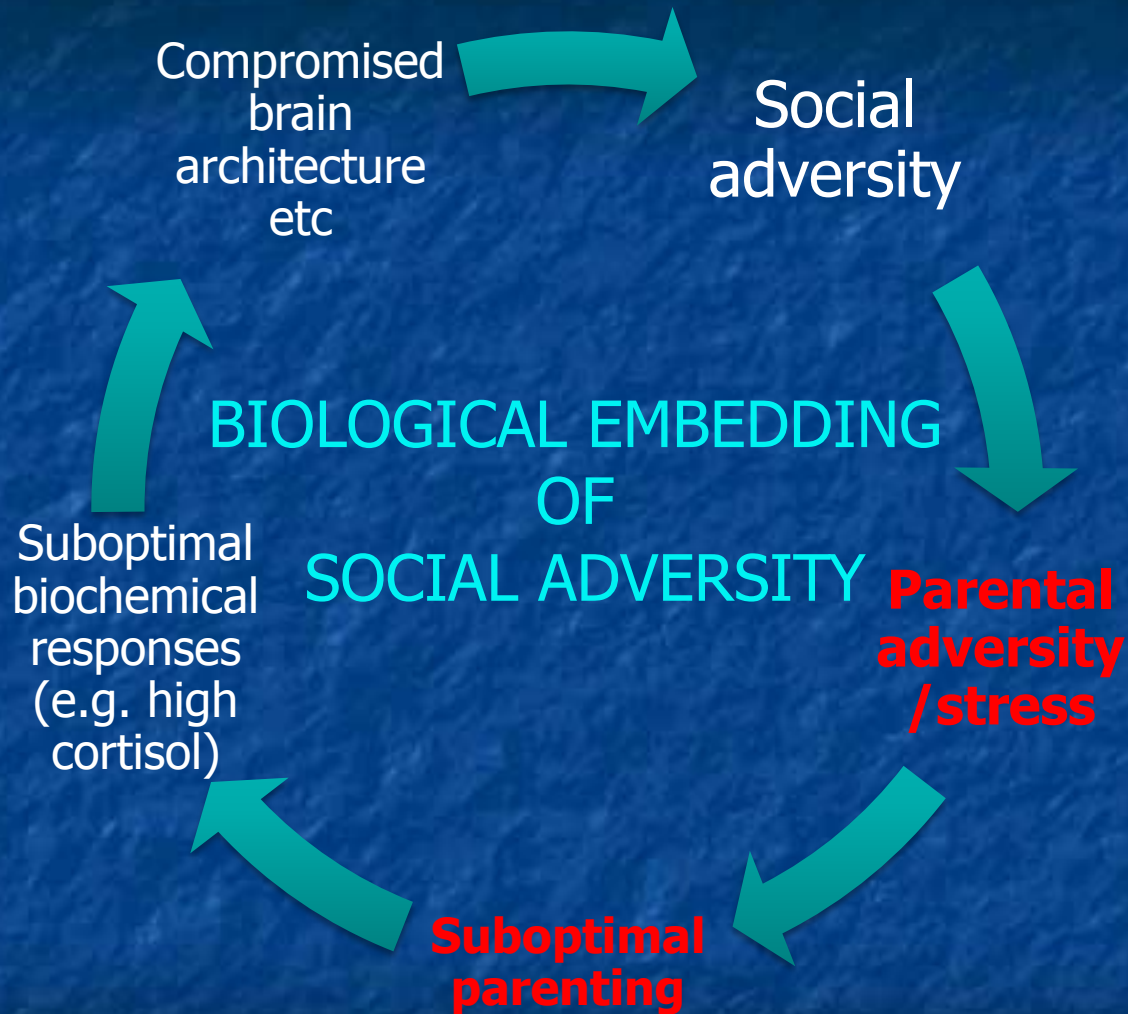 Compromised
brain
architecture
etc
Social
adversity
BIOLOGICAL EMBEDDING
OF
SOCIAL ADVERSITY
Parental
adversity
/stress
Suboptimal
parenting
Suboptimal
biochemical
responses
(e.g. high
cortisol)